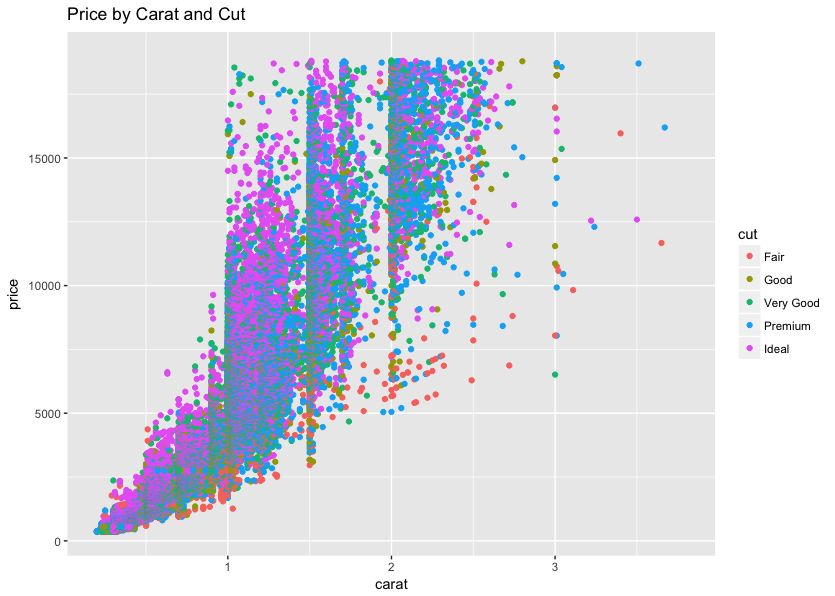 Price by Carat and Cut
15000
10000
5000
0
price
1 2 3
carat
cut
Fair
Good
Very Good
Premium
Ideal